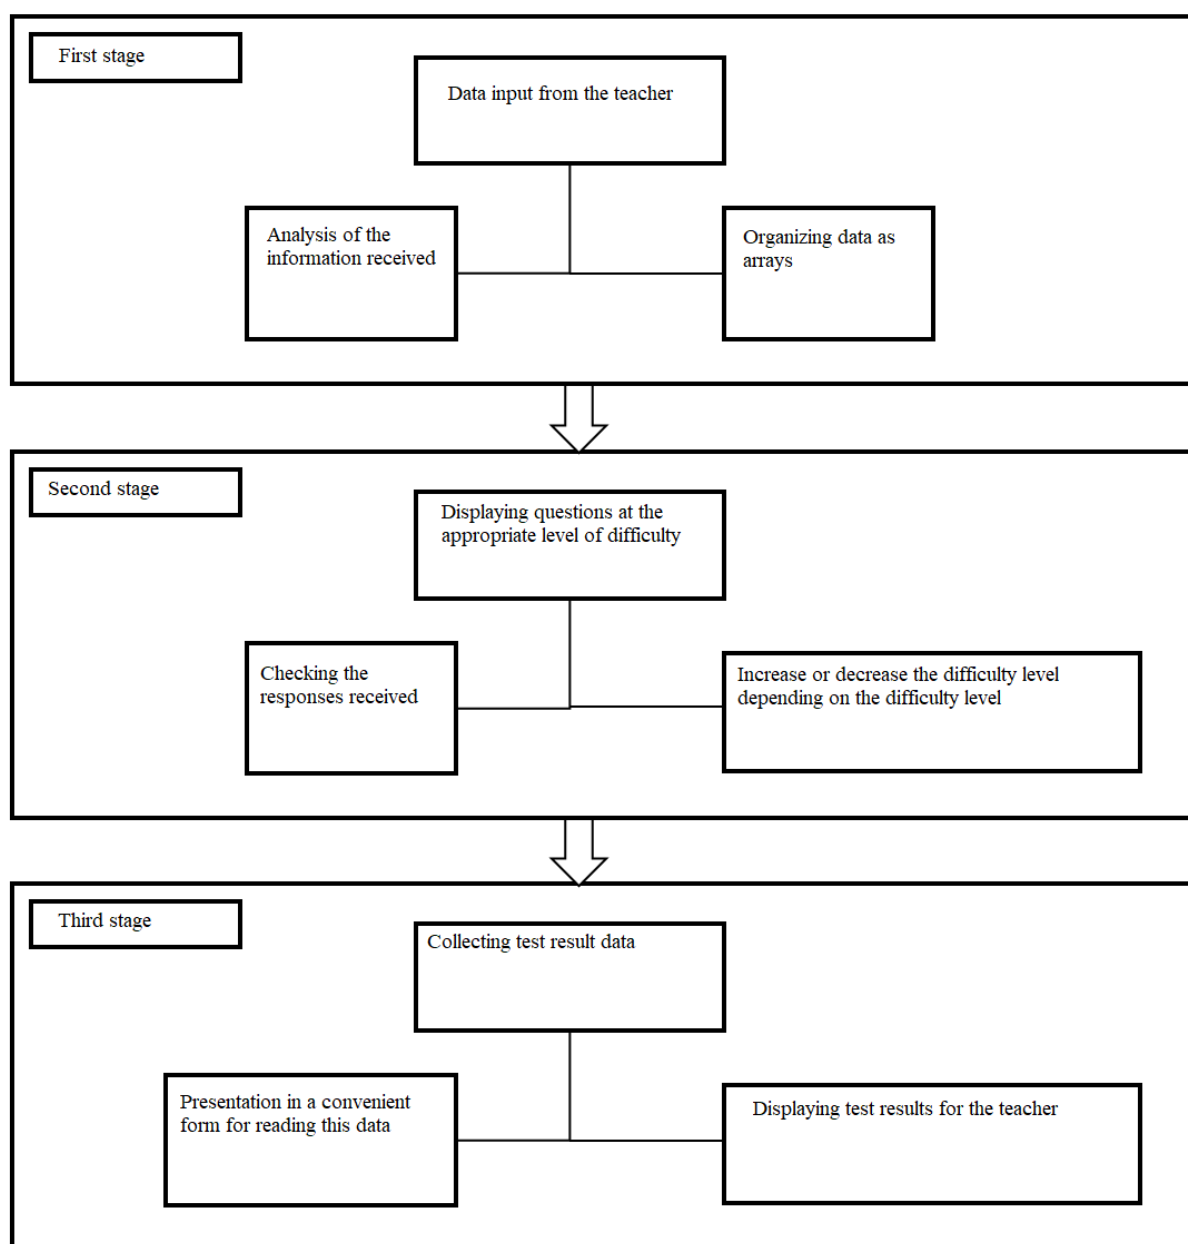 First stage
Data input from the teacher
Analysis of the
information received
Organizing data as
arrays
Second stage
Displaying questions at the
appropriate level of difficulty
Checking the
responses received
Increase or decrease the difficulty level
depending on the difficulty level
Third stage
Collecting test result data
Presentation in a convenient
form for reading this data
Displaying test results for the teacher